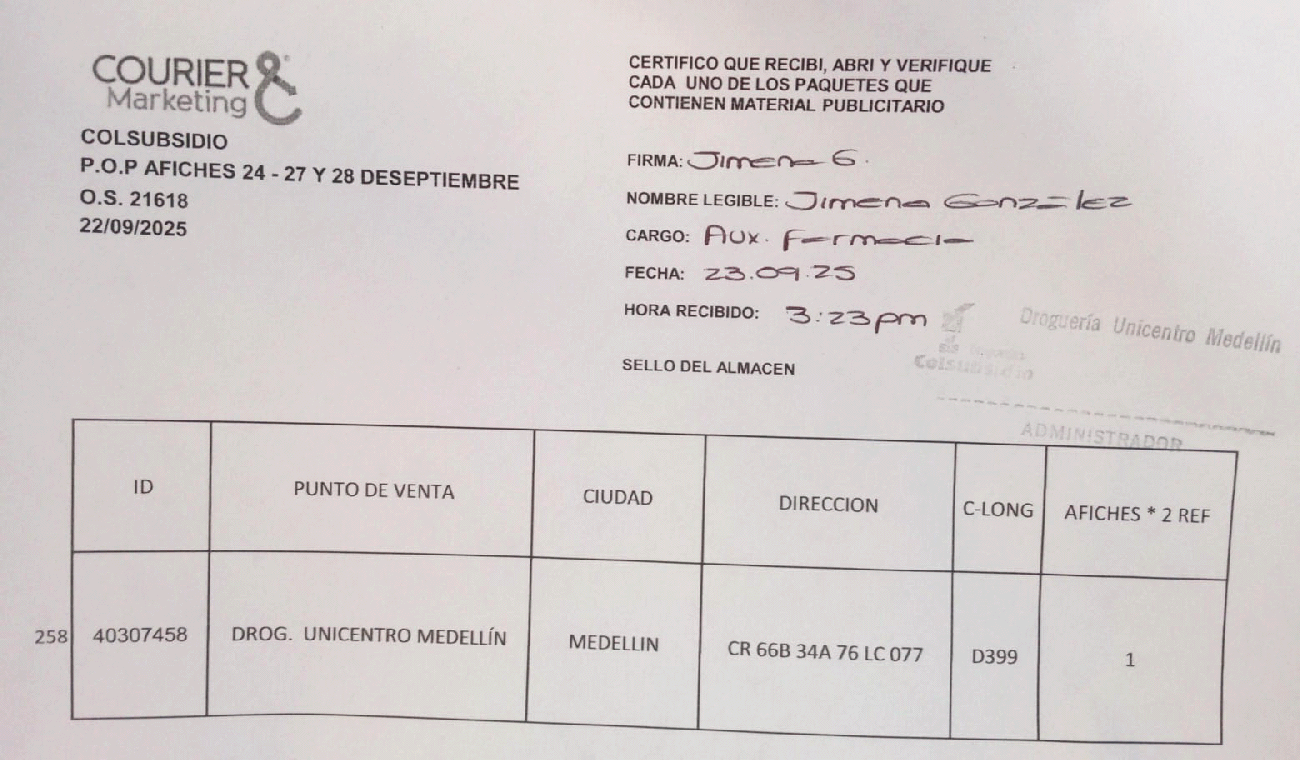 COURIER &
Marketing
COLSUBSIDIO
P.O.P AFICHES 24 - 27 Y 28 DESEPTIEMBRE
O.S. 21618
22/09/2025
CERTIFICO QUE RECIBI, ABRI Y VERIFIQUE
CADA UNO DE LOS PAQUETES QUE
CONTIENEN MATERIAL PUBLICITARIO
FIRMA: Jimena G.
NOMBRE LEGIBLE: Jimena González
CARGO: Aux. farmacia
FECHA: 23.09.25
HORA RECIBIDO: 3:23pm
SELLO DEL ALMACEN
Droguería Unicentro Medellín
Colsubsidio
ADMINISTRADOR
ID PUNTO DE VENTA CIUDAD DIRECCION C-LONG AFICHES * 2 REF
258 40307458 DROG. UNICENTRO MEDELLÍN MEDELLIN CR 66B 34A 76 LC 077 D399 1